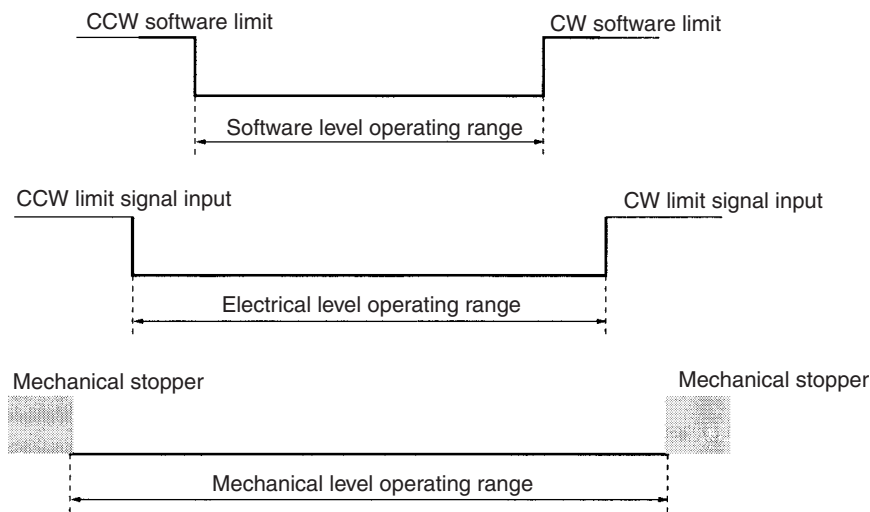 CCW software limit
CW software limit
Software level operating range
CCW limit signal input
CW limit signal input
Electrical level operating range
Mechanical stopper
Mechanical stopper
Mechanical level operating range